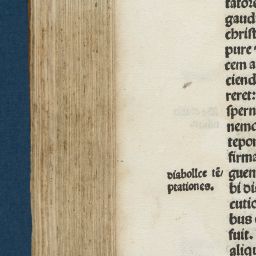 tatore
gaud
christ
pure
cem a
ciend
reret:
spern
nemo
tepor
firma
diabolice tē/ guen
ptationes. bi di
cutio
bus e
fuit.
aliqu